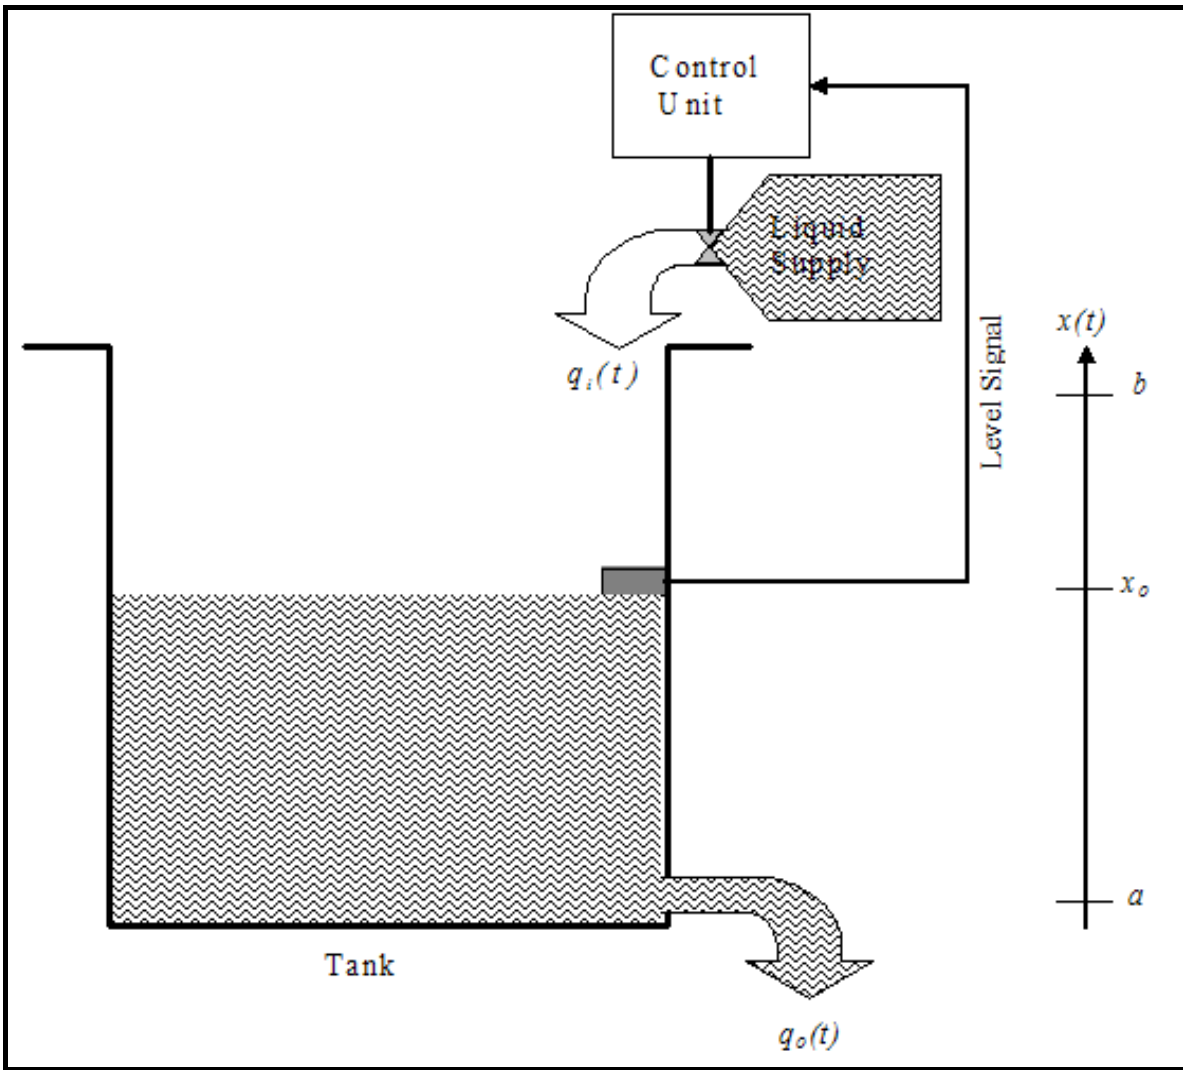 Control
Unit
Liquid
Supply
x(t)
qᵢ(t)
Level Signal
b
xₒ
a
Tank
qₒ(t)